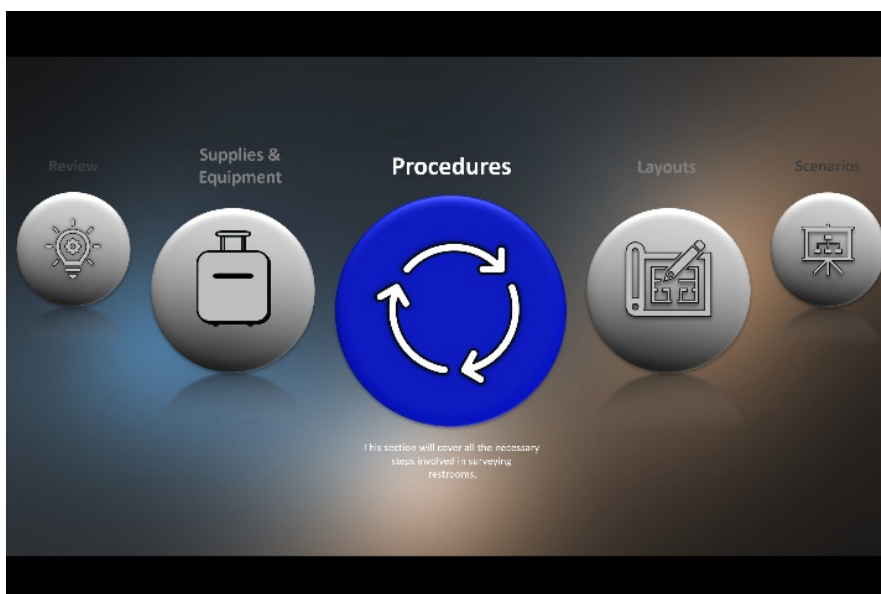 Review
Supplies &
Equipment
Procedures
Layouts
Scenarios
This section will cover all the necessary
steps involved in surveying
restrooms.